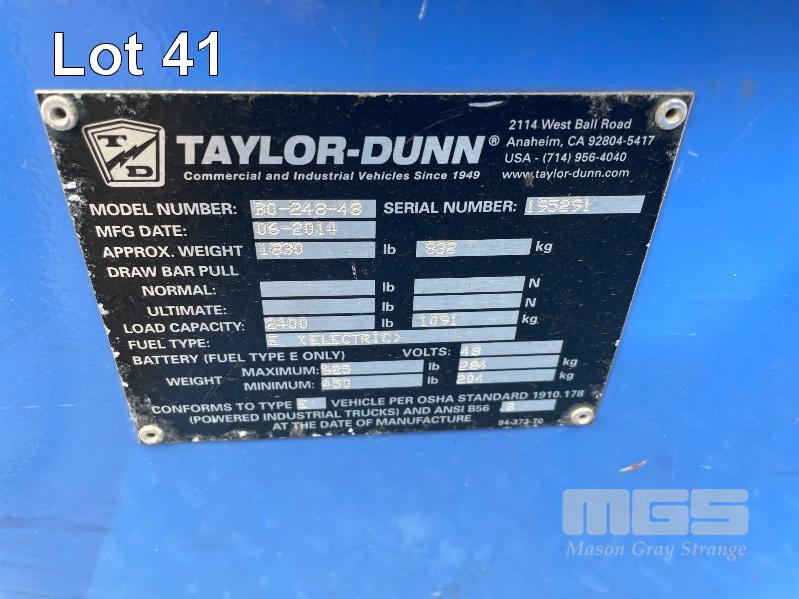 Lot 41
TD
TAYLOR-DUNN®
Commercial and Industrial Vehicles Since 1949
2114 West Ball Road
Anaheim, CA 92804-5417
USA - (714) 956-4040
www.taylor-dunn.com
MODEL NUMBER: B0-248-48 SERIAL NUMBER: 195291
MFG DATE: 06-2014
APPROX. WEIGHT 1830 lb 832 kg
DRAW BAR PULL
NORMAL: lb N
ULTIMATE: lb N
LOAD CAPACITY: 2400 lb 1091 kg
FUEL TYPE: E (ELECTRIC)
BATTERY (FUEL TYPE E ONLY) VOLTS: 48
WEIGHT MAXIMUM: 625 lb 284 kg
MINIMUM: 450 lb 204 kg
CONFORMS TO TYPE E VEHICLE PER OSHA STANDARD 1910.178
(POWERED INDUSTRIAL TRUCKS) AND ANSI B56 8
AT THE DATE OF MANUFACTURE
94-373-70
MGS
Mason Gray Strange